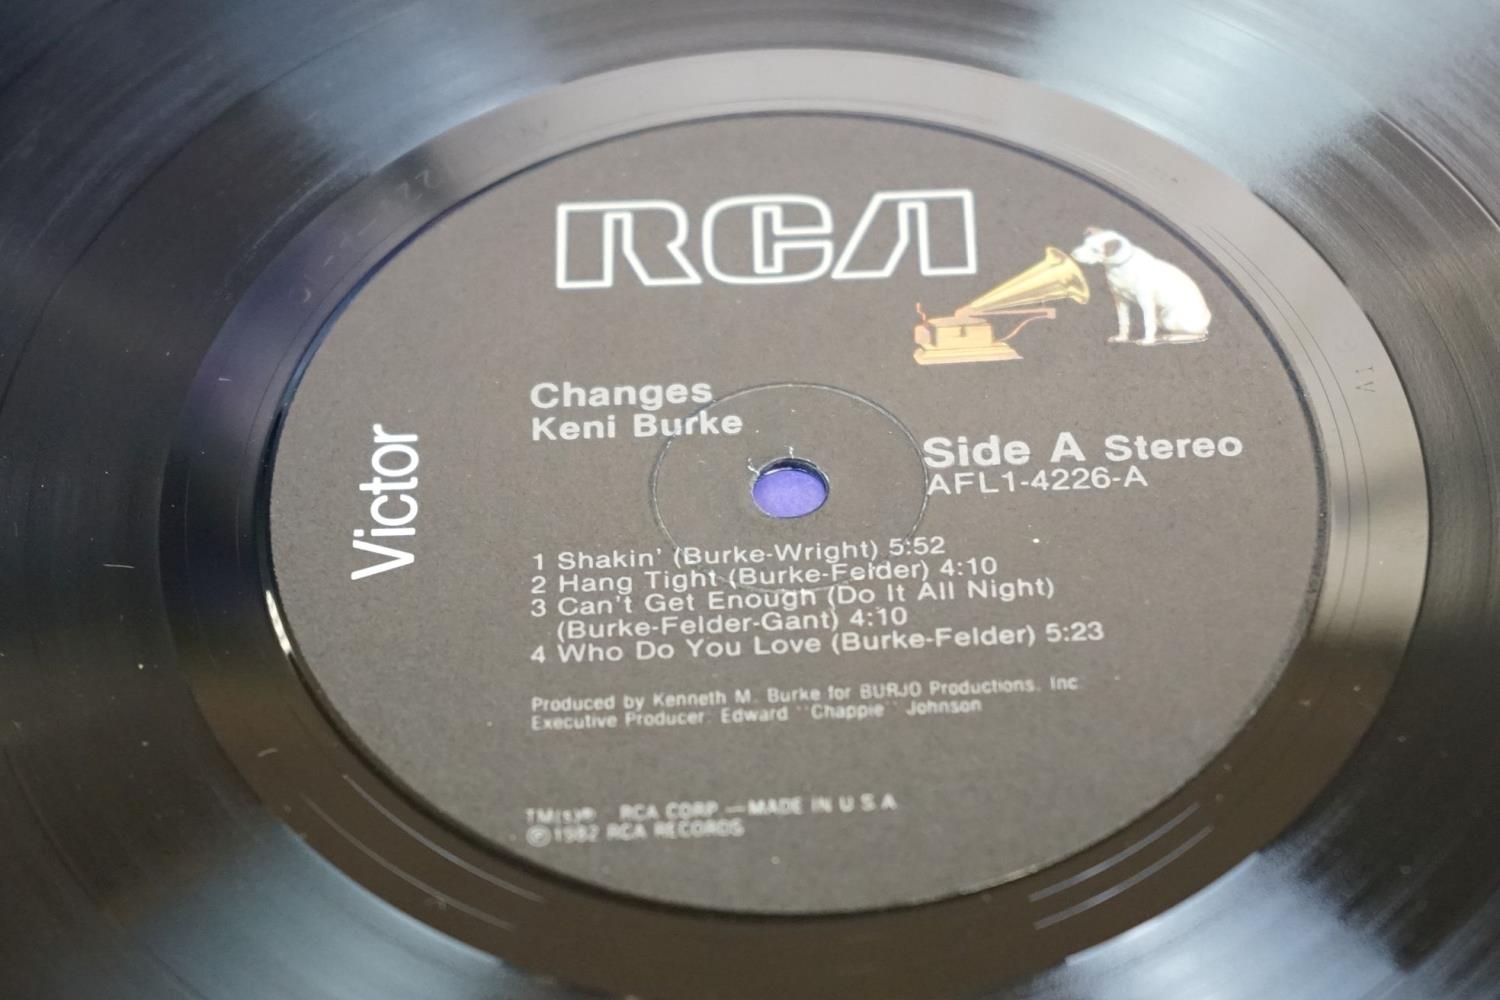 RCA
Victor
Changes
Keni Burke
Side A Stereo
AFL1-4226-A
1 Shakin' (Burke-Wright) 5:52
2 Hang Tight (Burke-Felder) 4:10
3 Can't Get Enough (Do It All Night)
(Burke-Felder-Gant) 4:10
4 Who Do You Love (Burke-Felder) 5:23
Produced by Kenneth M. Burke for BURJO Productions, Inc
Executive Producer: Edward "Chappie" Johnson
TM(s)® RCA CORP.—MADE IN U.S.A
℗1982 RCA RECORDS